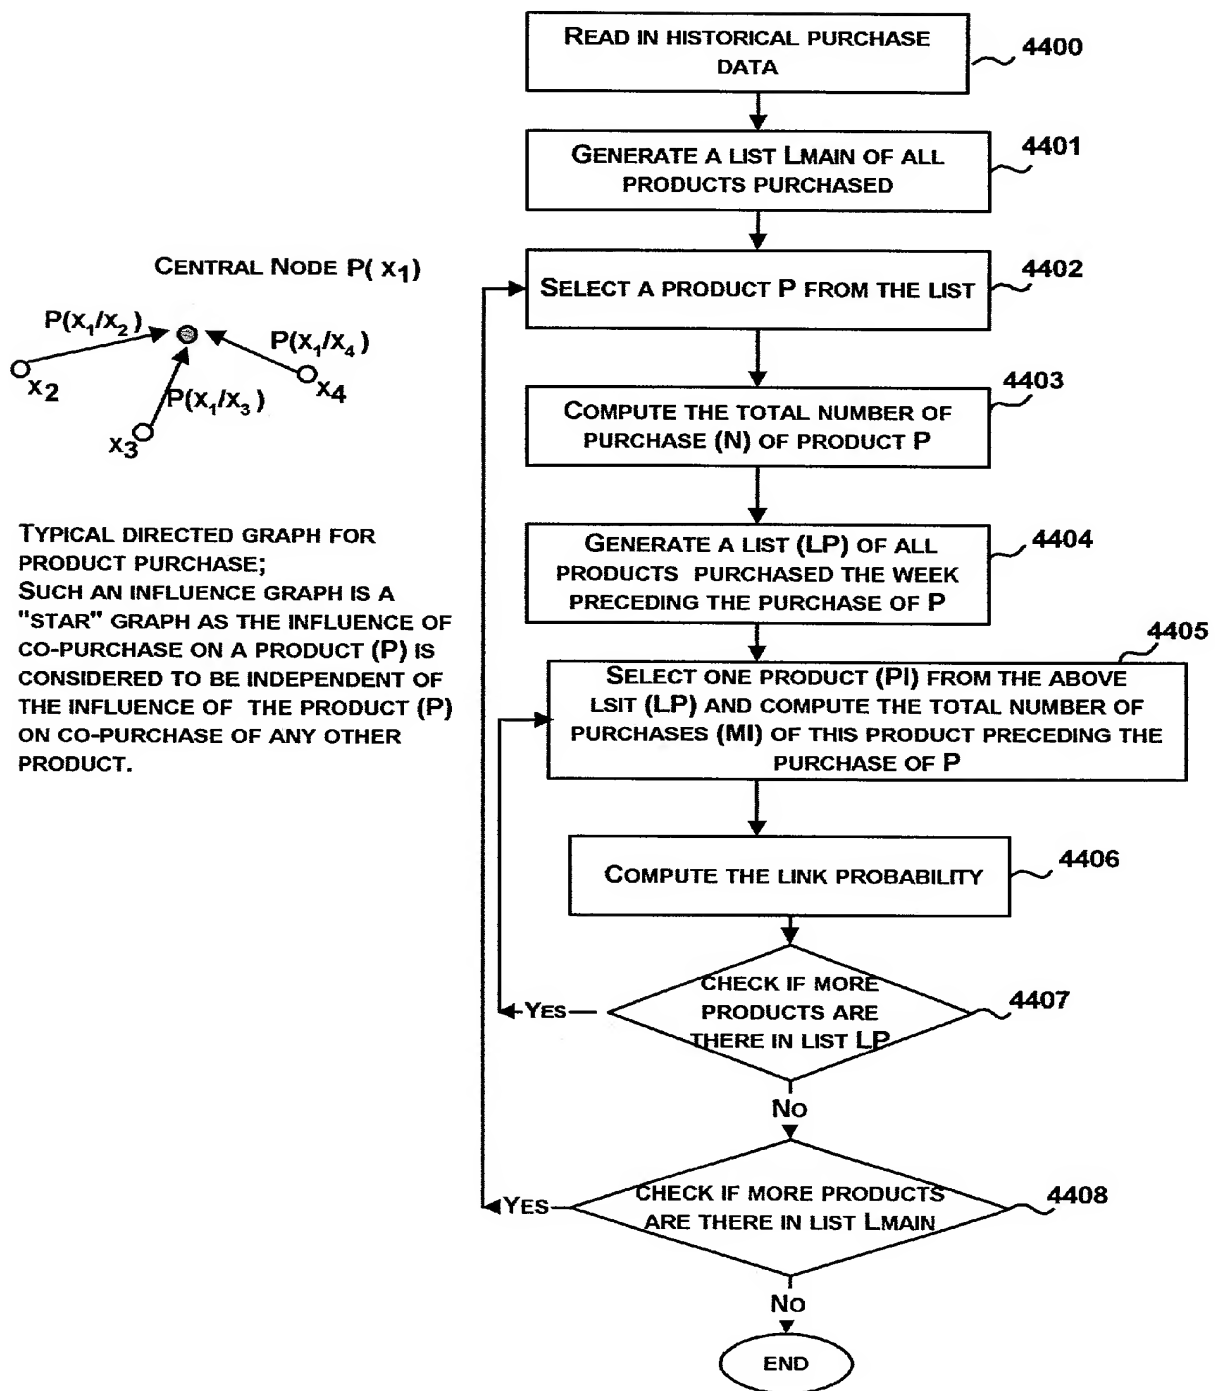 READ IN HISTORICAL PURCHASE
DATA
4400
GENERATE A LIST LMAIN OF ALL
PRODUCTS PURCHASED
4401
SELECT A PRODUCT P FROM THE LIST
4402
COMPUTE THE TOTAL NUMBER OF
PURCHASE (N) OF PRODUCT P
4403
GENERATE A LIST (LP) OF ALL
PRODUCTS PURCHASED THE WEEK
PRECEDING THE PURCHASE OF P
4404
SELECT ONE PRODUCT (PI) FROM THE ABOVE
LSIT (LP) AND COMPUTE THE TOTAL NUMBER OF
PURCHASES (MI) OF THIS PRODUCT PRECEDING THE
PURCHASE OF P
4405
COMPUTE THE LINK PROBABILITY
4406
CHECK IF MORE
PRODUCTS ARE
THERE IN LIST LP
4407
YES
NO
CHECK IF MORE PRODUCTS
ARE THERE IN LIST LMAIN
4408
YES
NO
END
CENTRAL NODE P( x1)
P(x1/x2 )
P(x1/x4)
P(x1/x3 )
x2
x4
x3
TYPICAL DIRECTED GRAPH FOR
PRODUCT PURCHASE;
SUCH AN INFLUENCE GRAPH IS A
"STAR" GRAPH AS THE INFLUENCE OF
CO-PURCHASE ON A PRODUCT (P) IS
CONSIDERED TO BE INDEPENDENT OF
THE INFLUENCE OF THE PRODUCT (P)
ON CO-PURCHASE OF ANY OTHER
PRODUCT.